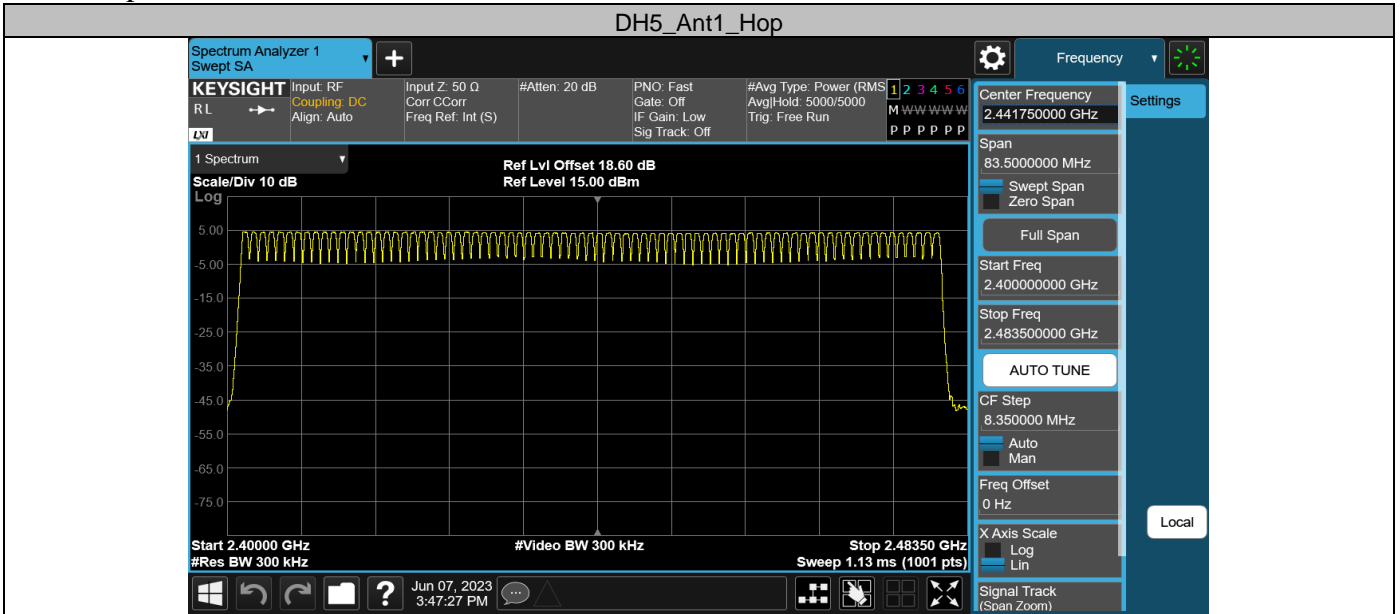 DH5_Ant1_Hop
Spectrum Analyzer 1
Swept SA
Frequency
KEYSIGHT
R L
LXI
Input: RF
Coupling: DC
Align: Auto
Input Z: 50 Ω
Corr CCorr
Freq Ref: Int (S)
#Atten: 20 dB
PNO: Fast
Gate: Off
IF Gain: Low
Sig Track: Off
#Avg Type: Power (RMS
Avg|Hold: 5000/5000
Trig: Free Run
1 2 3 4 5 6
M W W W W W
P P P P P P
1 Spectrum
Scale/Div 10 dB
Ref Lvl Offset 18.60 dB
Ref Level 15.00 dBm
Log
5.00
-5.00
-15.0
-25.0
-35.0
-45.0
-55.0
-65.0
-75.0
Start 2.40000 GHz
#Res BW 300 kHz
#Video BW 300 kHz
Stop 2.48350 GHz
Sweep 1.13 ms (1001 pts)
Center Frequency
2.441750000 GHz
Settings
Span
83.5000000 MHz
Swept Span
Zero Span
Full Span
Start Freq
2.400000000 GHz
Stop Freq
2.483500000 GHz
AUTO TUNE
CF Step
8.350000 MHz
Auto
Man
Freq Offset
0 Hz
X Axis Scale
Log
Lin
Signal Track
(Span Zoom)
Local
?
Jun 07, 2023
3:47:27 PM